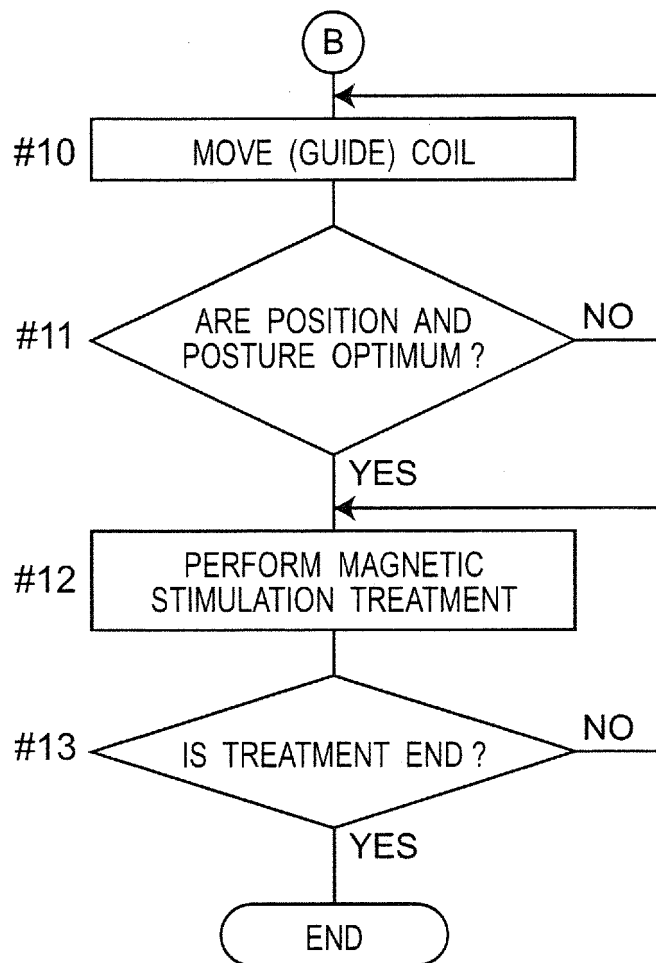 B
#10 MOVE (GUIDE) COIL
#11 ARE POSITION AND
POSTURE OPTIMUM ?
NO
YES
#12 PERFORM MAGNETIC
STIMULATION TREATMENT
#13 IS TREATMENT END ?
NO
YES
END